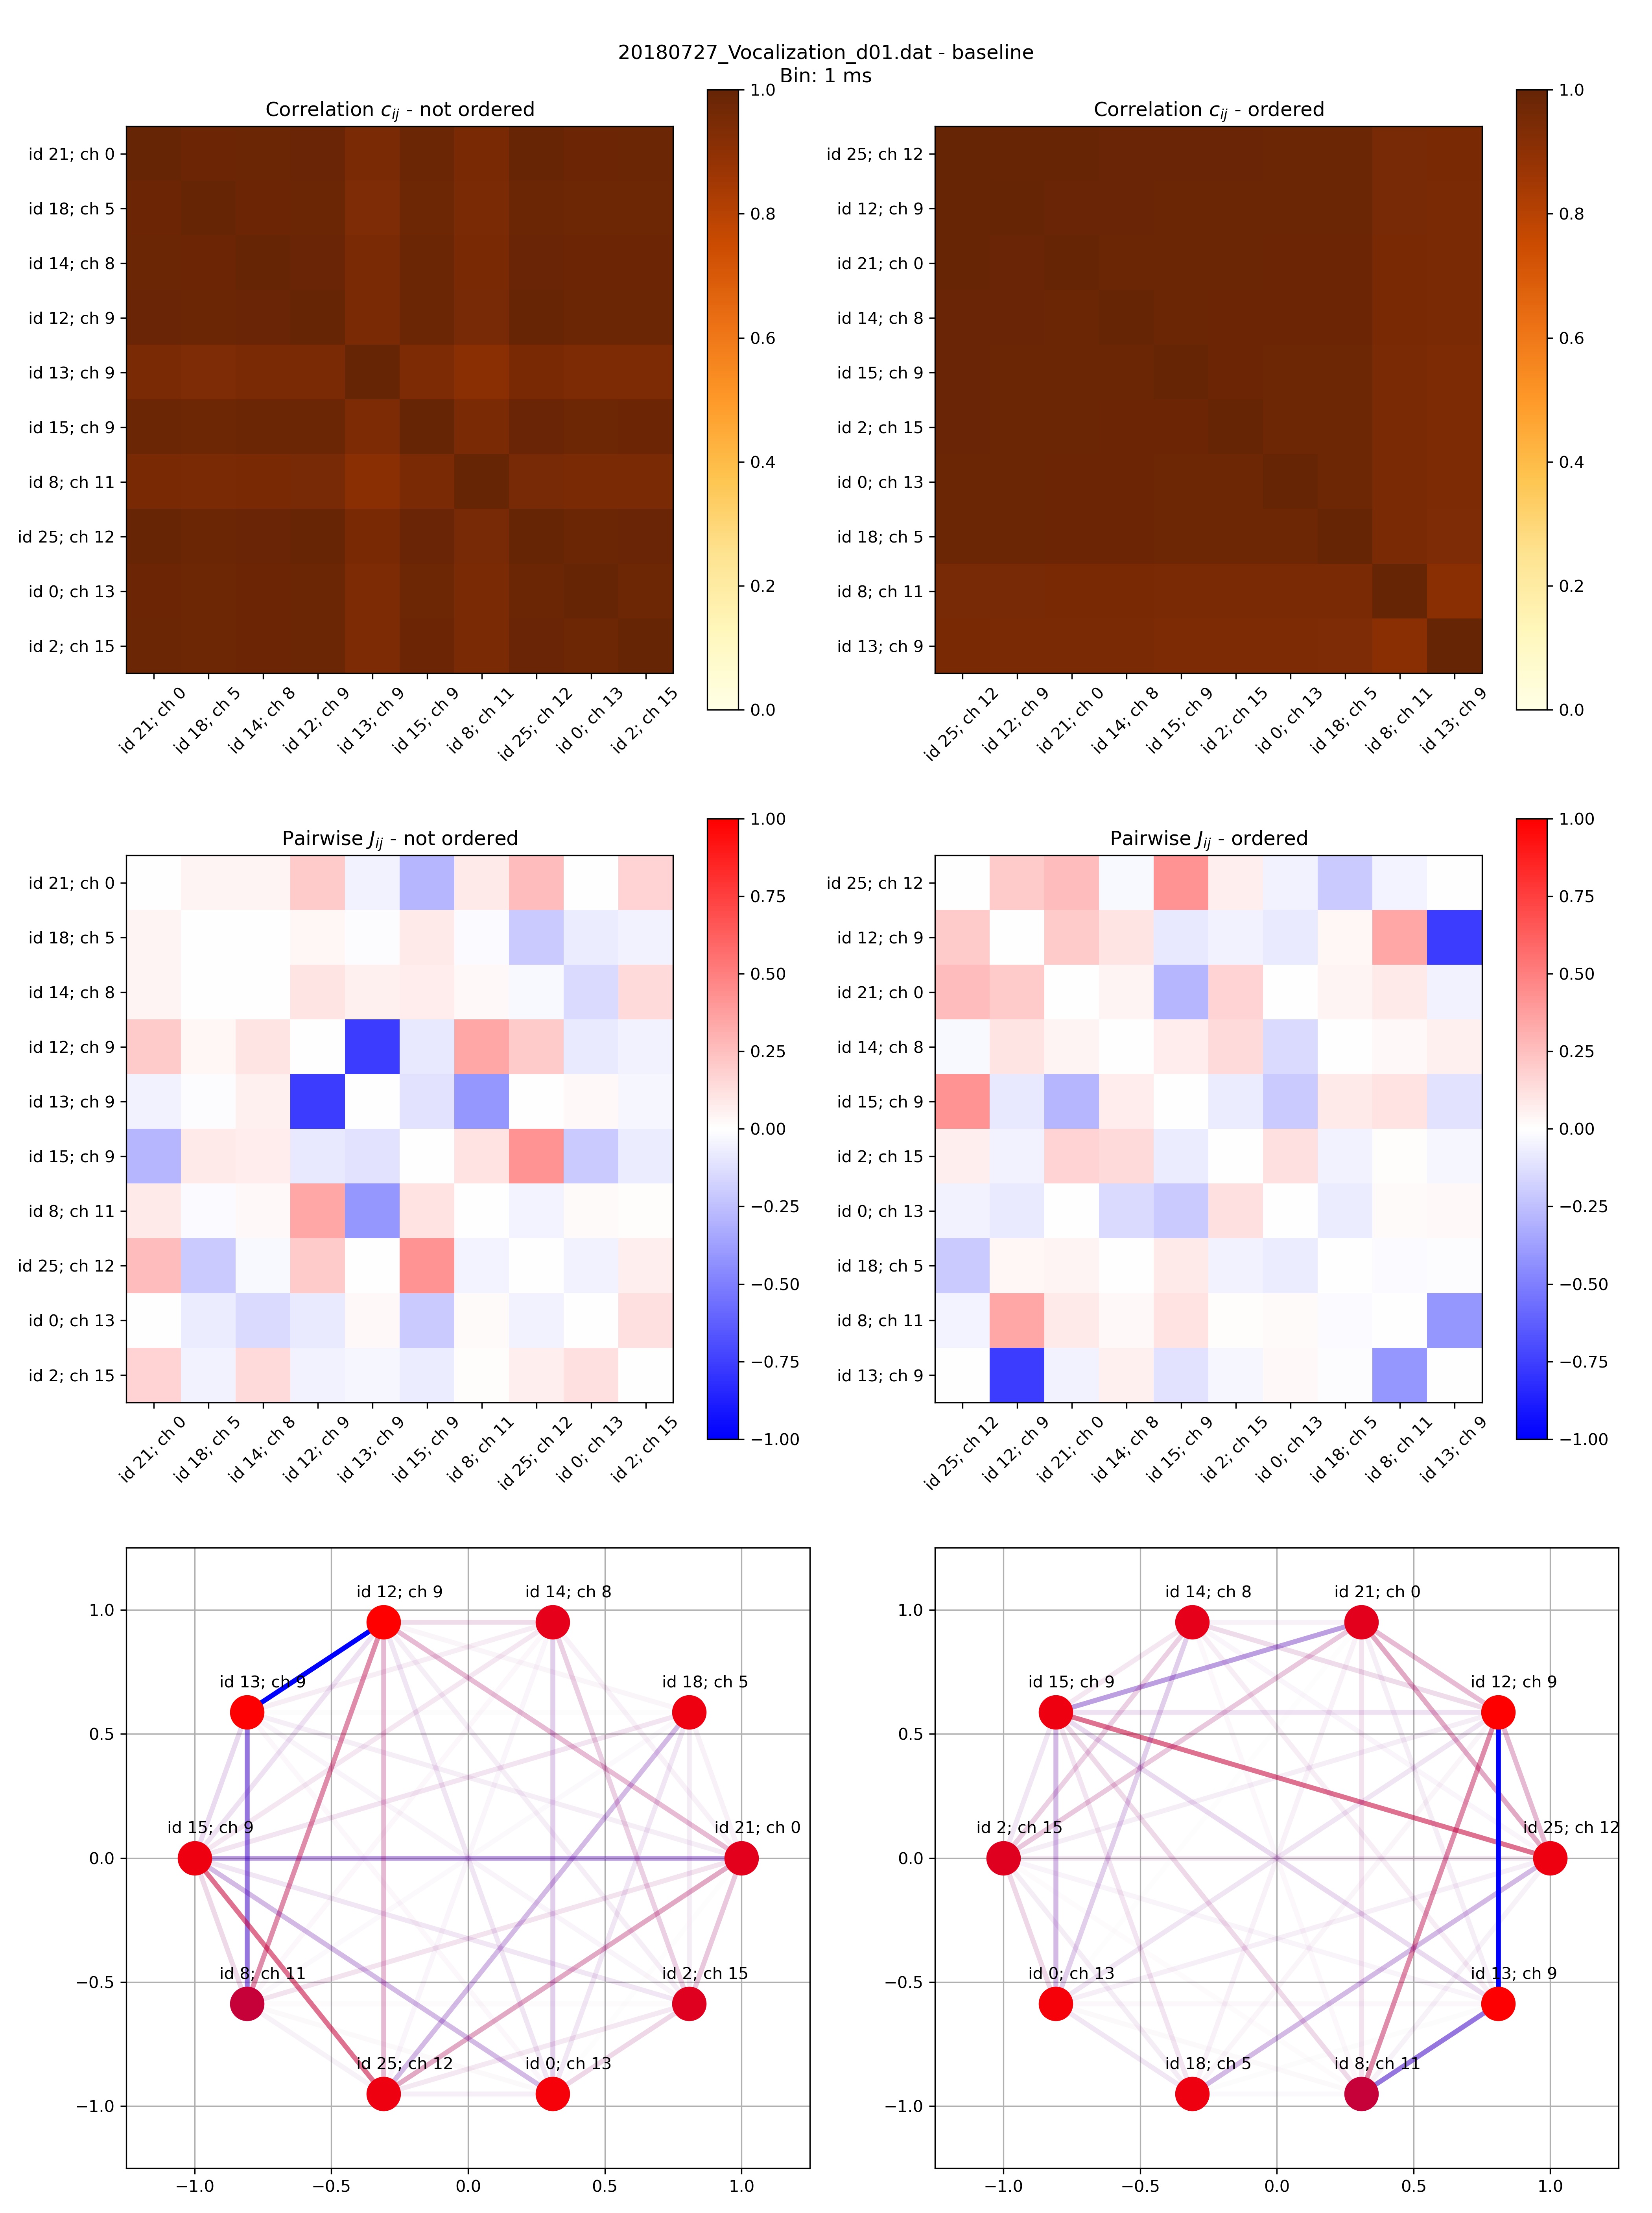 20180727_Vocalization_d01.dat - baseline
Bin: 1 ms
Correlation c_ij - not ordered
id 21; ch 0
id 18; ch 5
id 14; ch 8
id 12; ch 9
id 13; ch 9
id 15; ch 9
id 8; ch 11
id 25; ch 12
id 0; ch 13
id 2; ch 15
id 21; ch 0 id 18; ch 5 id 14; ch 8 id 12; ch 9 id 13; ch 9 id 15; ch 9 id 8; ch 11 id 25; ch 12 id 0; ch 13 id 2; ch 15
1.0
0.8
0.6
0.4
0.2
0.0
Correlation c_ij - ordered
id 25; ch 12
id 12; ch 9
id 21; ch 0
id 14; ch 8
id 15; ch 9
id 2; ch 15
id 0; ch 13
id 18; ch 5
id 8; ch 11
id 13; ch 9
id 25; ch 12 id 12; ch 9 id 21; ch 0 id 14; ch 8 id 15; ch 9 id 2; ch 15 id 0; ch 13 id 18; ch 5 id 8; ch 11 id 13; ch 9
1.0
0.8
0.6
0.4
0.2
0.0
Pairwise J_ij - not ordered
id 21; ch 0
id 18; ch 5
id 14; ch 8
id 12; ch 9
id 13; ch 9
id 15; ch 9
id 8; ch 11
id 25; ch 12
id 0; ch 13
id 2; ch 15
id 21; ch 0 id 18; ch 5 id 14; ch 8 id 12; ch 9 id 13; ch 9 id 15; ch 9 id 8; ch 11 id 25; ch 12 id 0; ch 13 id 2; ch 15
1.00
0.75
0.50
0.25
0.00
−0.25
−0.50
−0.75
−1.00
Pairwise J_ij - ordered
id 25; ch 12
id 12; ch 9
id 21; ch 0
id 14; ch 8
id 15; ch 9
id 2; ch 15
id 0; ch 13
id 18; ch 5
id 8; ch 11
id 13; ch 9
id 25; ch 12 id 12; ch 9 id 21; ch 0 id 14; ch 8 id 15; ch 9 id 2; ch 15 id 0; ch 13 id 18; ch 5 id 8; ch 11 id 13; ch 9
1.00
0.75
0.50
0.25
0.00
−0.25
−0.50
−0.75
−1.00
id 12; ch 9 id 14; ch 8
1.0
id 13; ch 9 id 18; ch 5
0.5
id 15; ch 9 id 21; ch 0
0.0
id 8; ch 11 id 2; ch 15
−0.5
id 25; ch 12 id 0; ch 13
−1.0
−1.0 −0.5 0.0 0.5 1.0
id 14; ch 8 id 21; ch 0
1.0
id 15; ch 9 id 12; ch 9
0.5
id 2; ch 15 id 25; ch 12
0.0
id 0; ch 13 id 13; ch 9
−0.5
id 18; ch 5 id 8; ch 11
−1.0
−1.0 −0.5 0.0 0.5 1.0